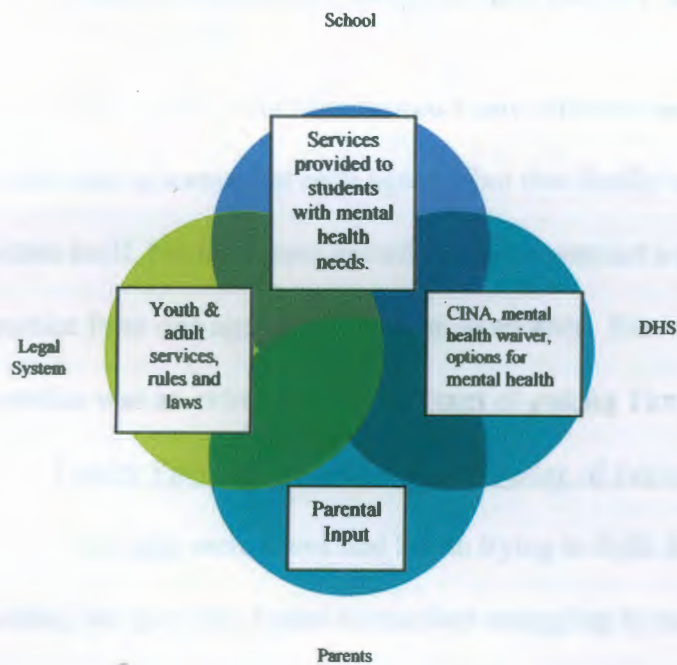 School
Services
provided to
students
with mental
health
needs.
Legal
System
Youth &
adult
services,
rules and
laws
CINA, mental
health waiver,
options for
mental health
DHS
Parental
Input
Parents